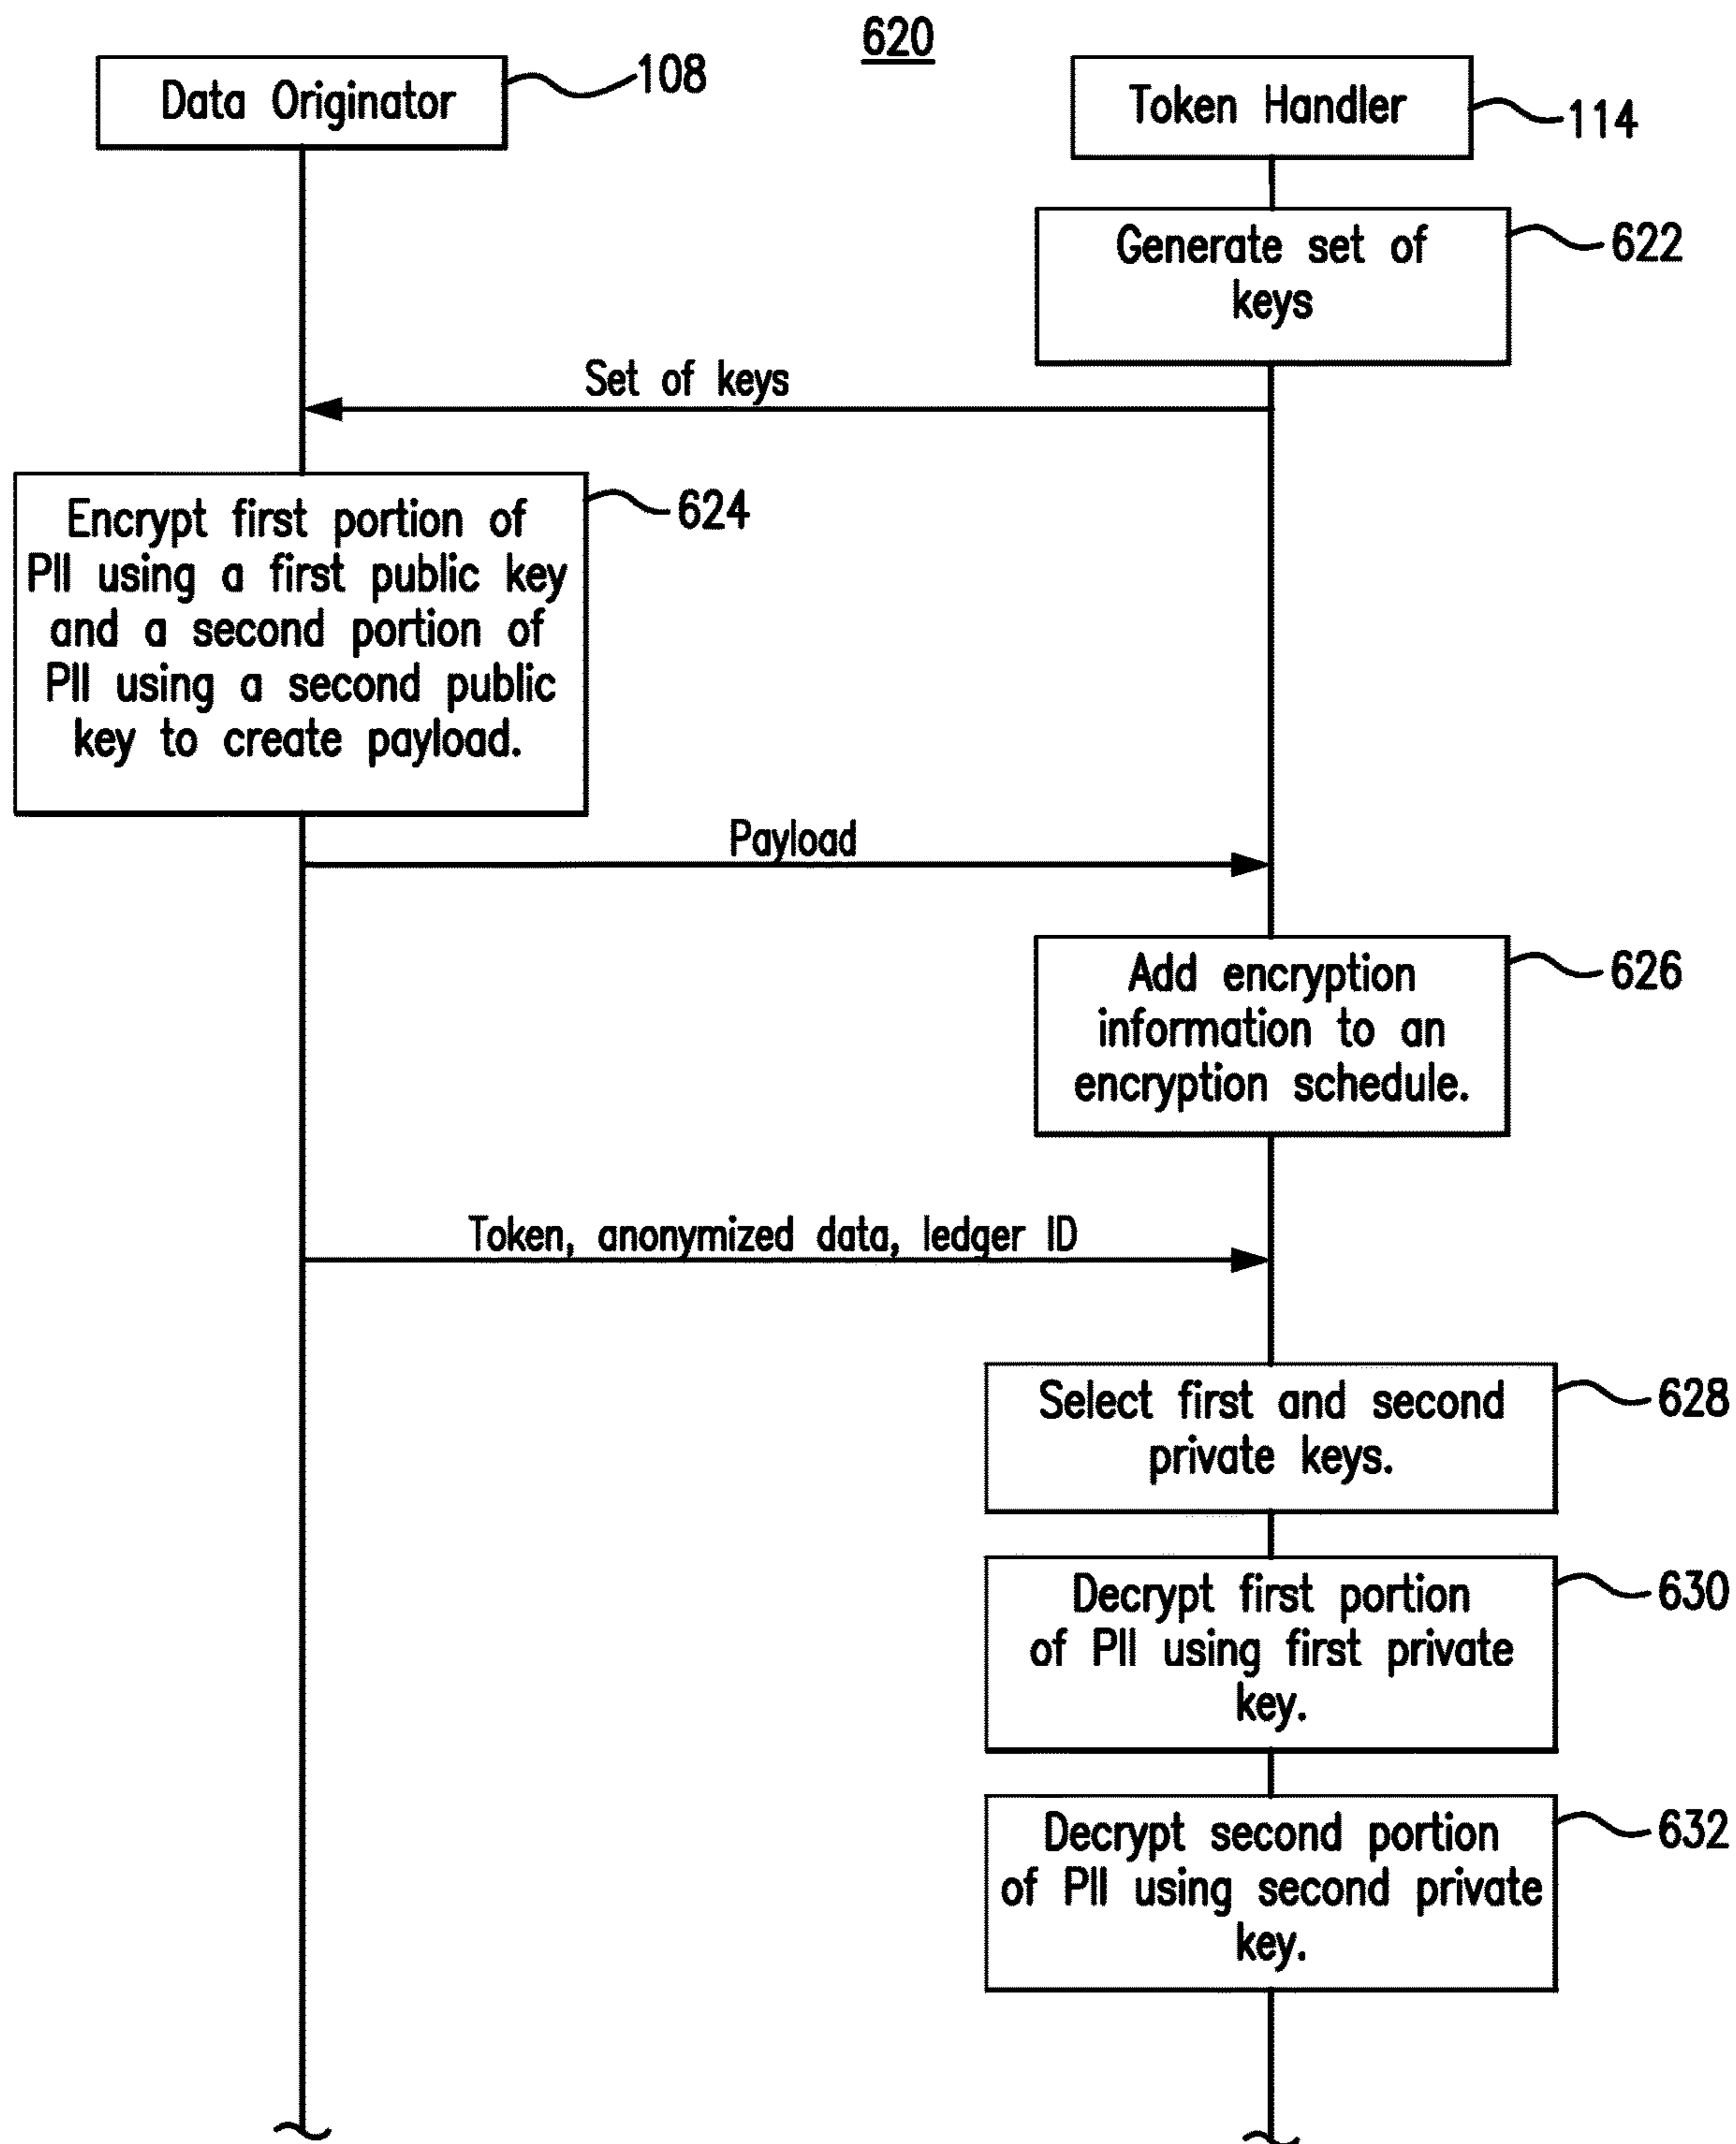 620
Data Originator
108
Token Handler
114
Generate set of
keys
622
Set of keys
Encrypt first portion of
PII using a first public key
and a second portion of
PII using a second public
key to create payload.
624
Payload
Add encryption
information to an
encryption schedule.
626
Token, anonymized data, ledger ID
Select first and second
private keys.
628
Decrypt first portion
of PII using first private
key.
630
Decrypt second portion
of PII using second private
key.
632